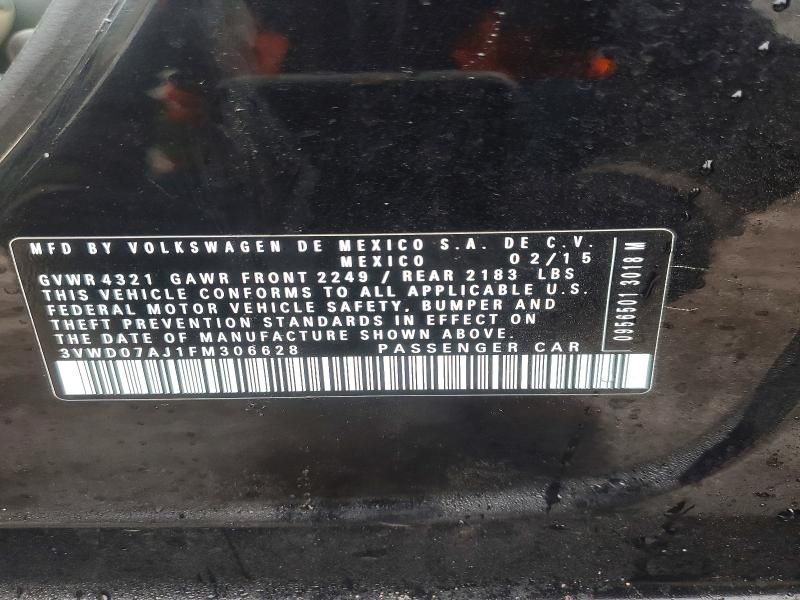 MFD BY VOLKSWAGEN DE MEXICO S.A. DE C.V.
MEXICO 02/15
GVWR 4321 GAWR FRONT 2249 / REAR 2183 LBS
THIS VEHICLE CONFORMS TO ALL APPLICABLE U.S.
FEDERAL MOTOR VEHICLE SAFETY, BUMPER AND
THEFT PREVENTION STANDARDS IN EFFECT ON
THE DATE OF MANUFACTURE SHOWN ABOVE.
3VWD07AJ1FM306628 PASSENGER CAR
0956501 3018 M